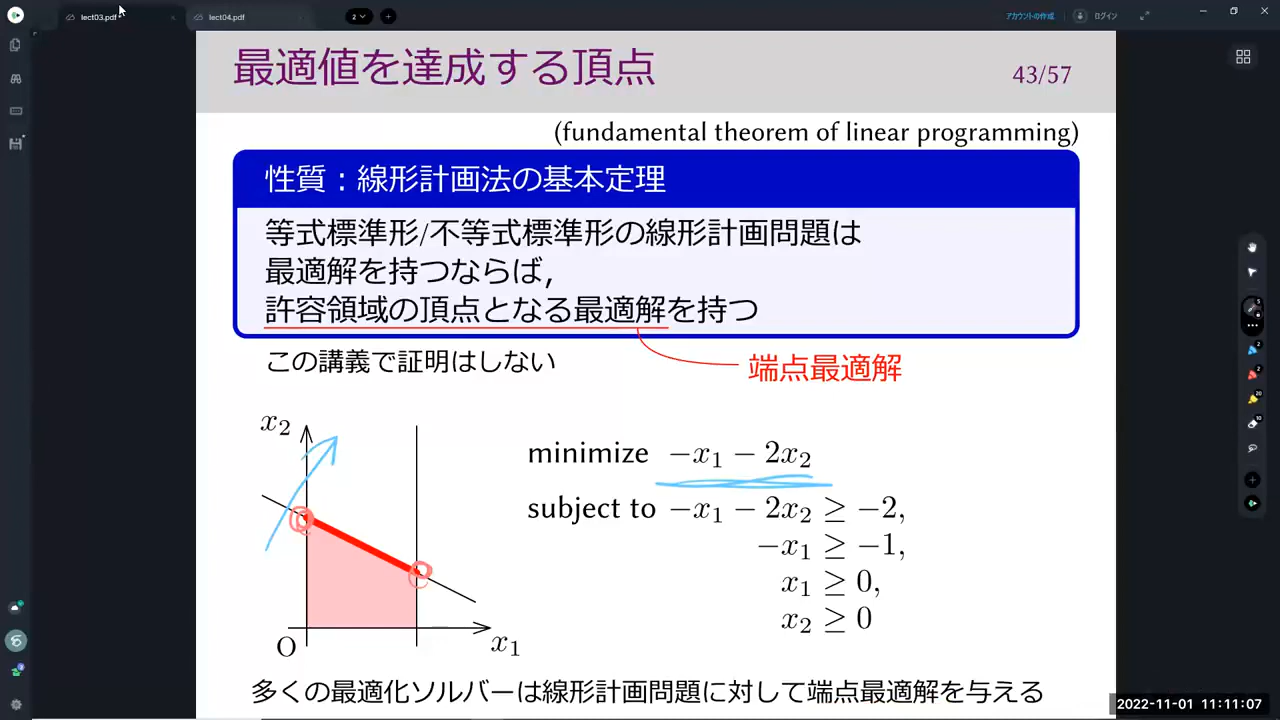 lect03.pdf
lect04.pdf
2
アカウントの作成
ログイン
最適値を達成する頂点
43/57
(fundamental theorem of linear programming)
性質：線形計画法の基本定理
等式標準形/不等式標準形の線形計画問題は
最適解を持つならば,
許容領域の頂点となる最適解を持つ
この講義で証明はしない
端点最適解
x₂
minimize −x₁ − 2x₂
subject to −x₁ − 2x₂ ≥ −2,
−x₁ ≥ −1,
x₁ ≥ 0,
x₂ ≥ 0
O
x₁
多くの最適化ソルバーは線形計画問題に対して端点最適解を与える
2022-11-01 11:11:07